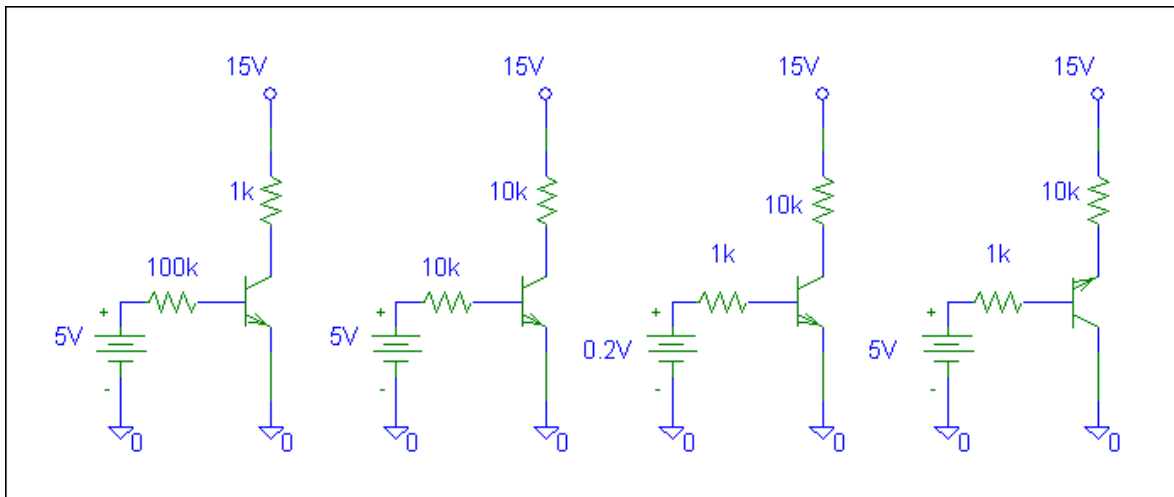 15V 15V 15V 15V
1k 10k 10k 10k
100k 10k 1k 1k
+ + + +
5V 5V 0.2V 5V
- - - -
0 0 0 0 0 0 0 0